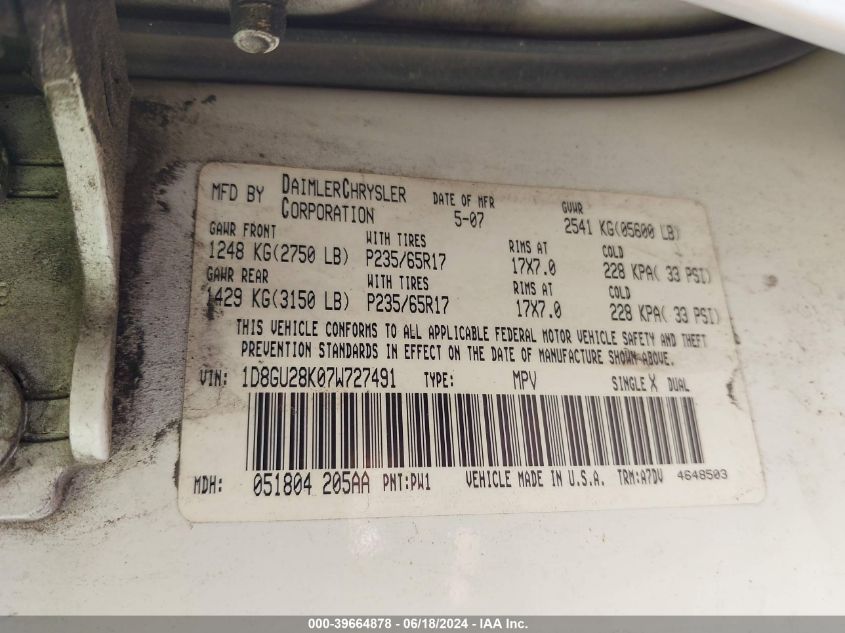 MFD BY DAIMLERCHRYSLER CORPORATION DATE OF MFR 5-07 GVWR 2541 KG(05600 LB)
GAWR FRONT WITH TIRES RIMS AT COLD
1248 KG(2750 LB) P235/65R17 17X7.0 228 KPA( 33 PSI)
GAWR REAR WITH TIRES RIMS AT COLD
1429 KG(3150 LB) P235/65R17 17X7.0 228 KPA( 33 PSI)
THIS VEHICLE CONFORMS TO ALL APPLICABLE FEDERAL MOTOR VEHICLE SAFETY AND THEFT
PREVENTION STANDARDS IN EFFECT ON THE DATE OF MANUFACTURE SHOWN ABOVE.
VIN: 1D8GU28K07W727491 TYPE: MPV SINGLE X DUAL
MDH: 051804 205AA PNT:PW1 VEHICLE MADE IN U.S.A. TRM:A7DV 4648503
000-39664878 - 06/18/2024 - IAA Inc.